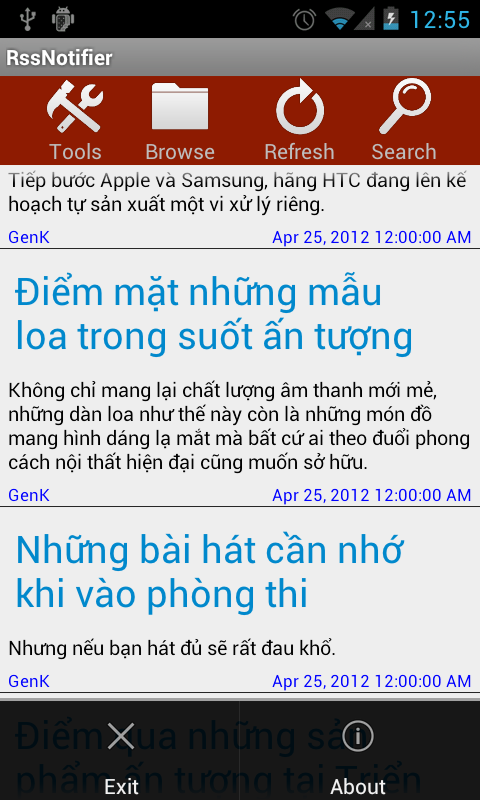 12:55
RssNotifier
Tools Browse Refresh Search
Tiếp bước Apple và Samsung, hãng HTC đang lên kế
hoạch tự sản xuất một vi xử lý riêng.
GenK Apr 25, 2012 12:00:00 AM
Điểm mặt những mẫu
loa trong suốt ấn tượng
Không chỉ mang lại chất lượng âm thanh mới mẻ,
những dàn loa như thế này còn là những món đồ
mang hình dáng lạ mắt mà bất cứ ai theo đuổi phong
cách nội thất hiện đại cũng muốn sở hữu.
GenK Apr 25, 2012 12:00:00 AM
Những bài hát cần nhớ
khi vào phòng thi
Nhưng nếu bạn hát đủ sẽ rất đau khổ.
GenK Apr 25, 2012 12:00:00 AM
Điểm qua những sản
phẩm ấn tượng tại Triển
Exit About